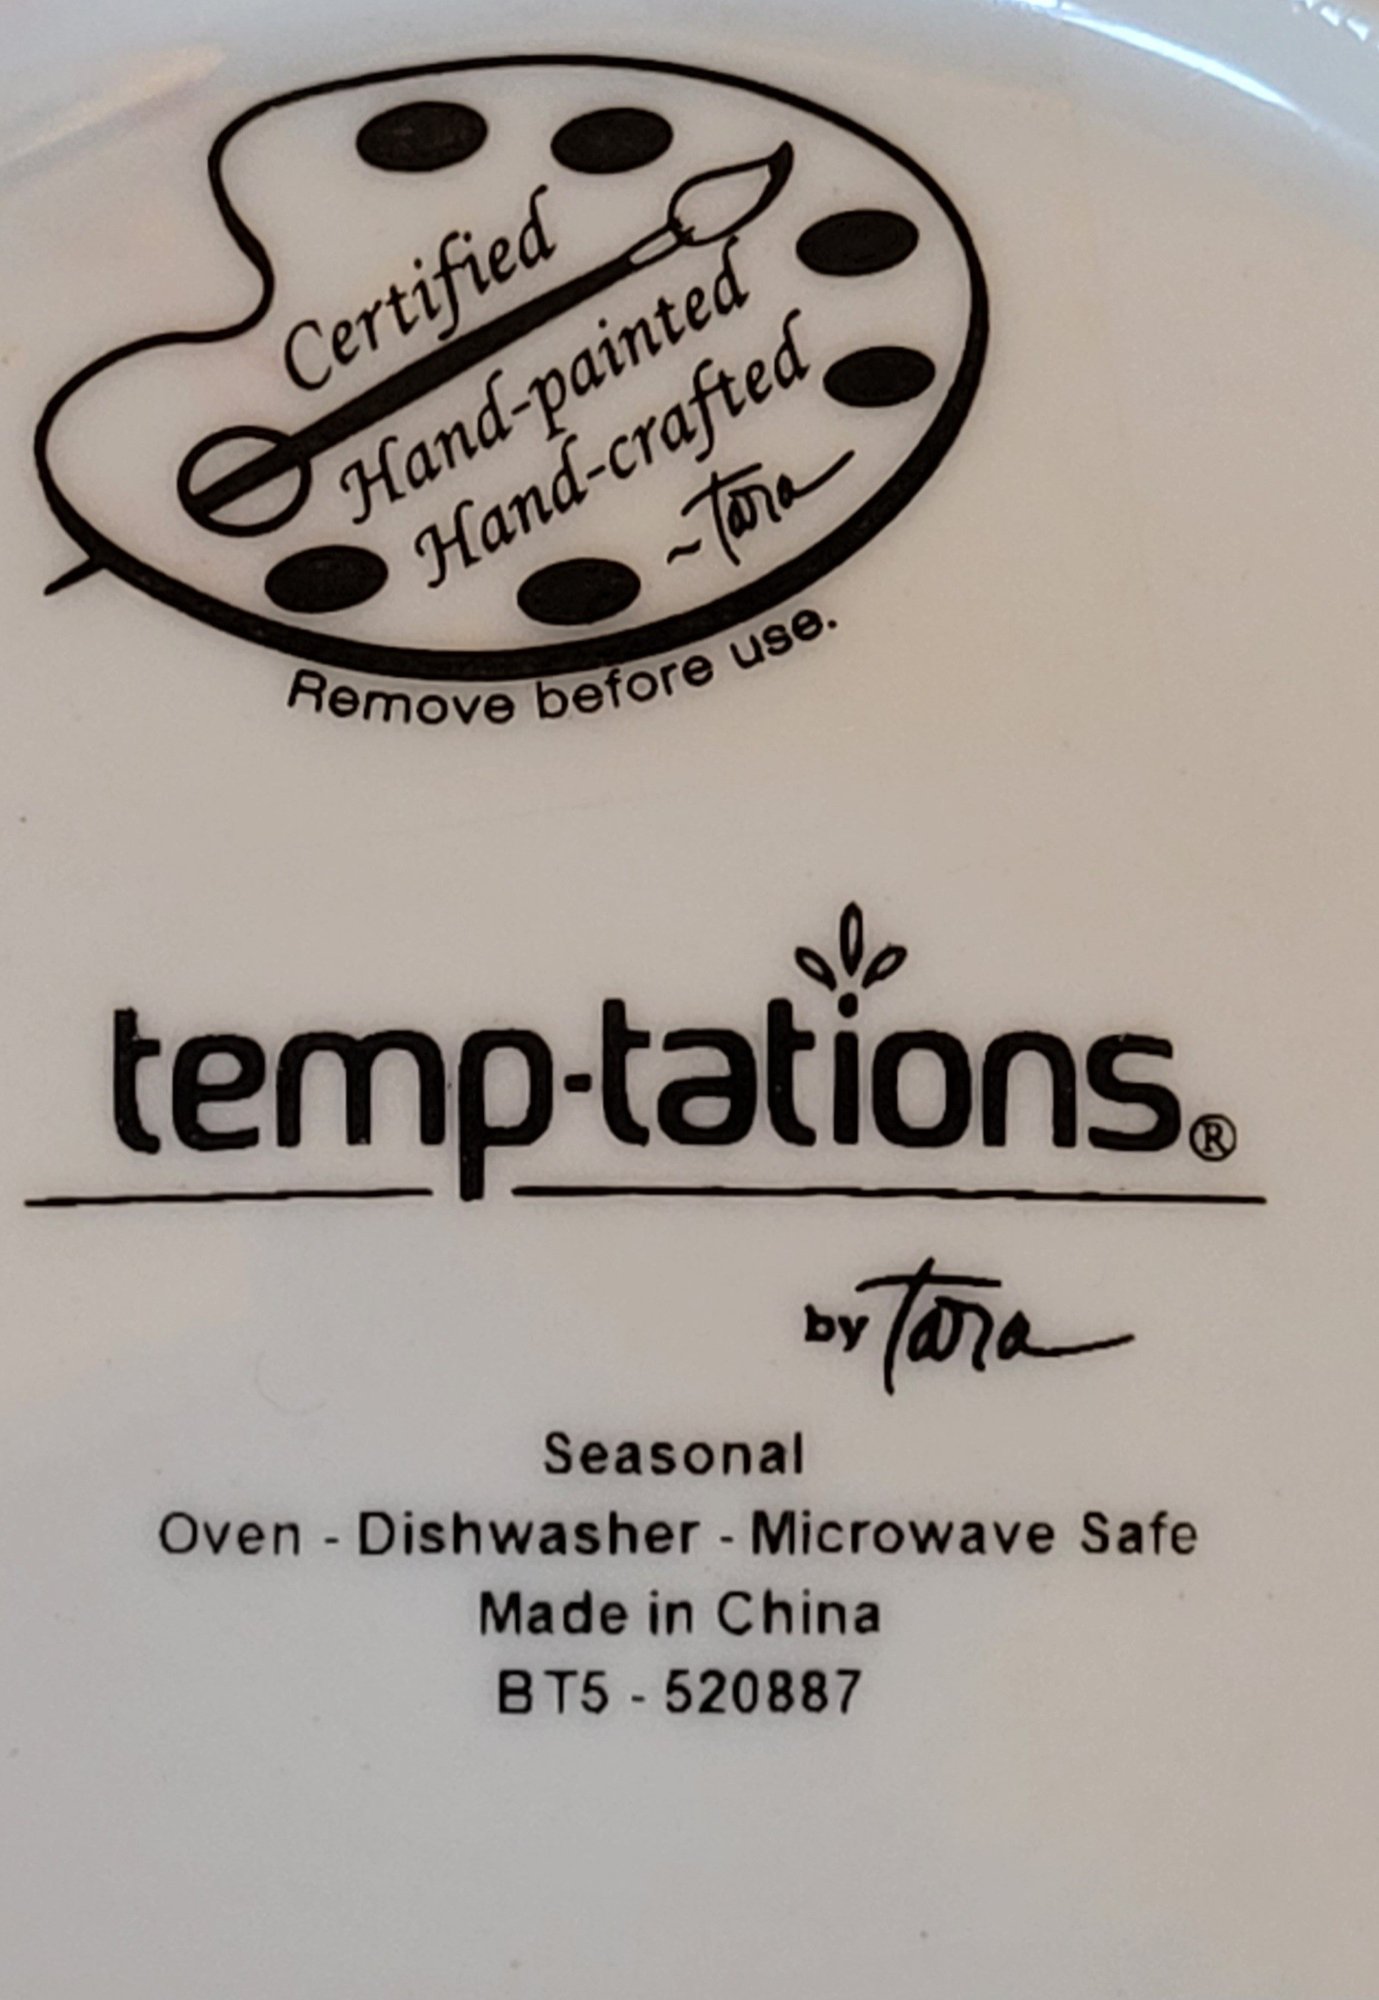 Certified
Hand-painted
Hand-crafted
~Tara
Remove before use.
temp-tations®
by Tara
Seasonal
Oven - Dishwasher - Microwave Safe
Made in China
BT5 - 520887